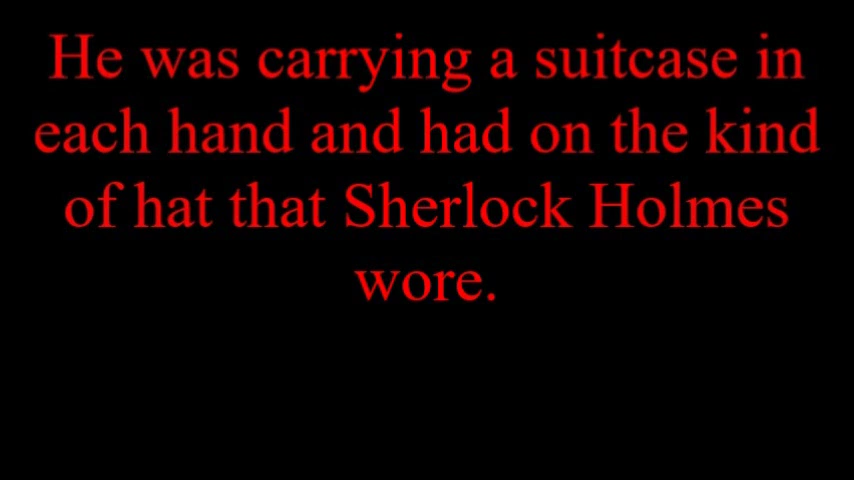 He was carrying a suitcase in
each hand and had on the kind
of hat that Sherlock Holmes
wore.